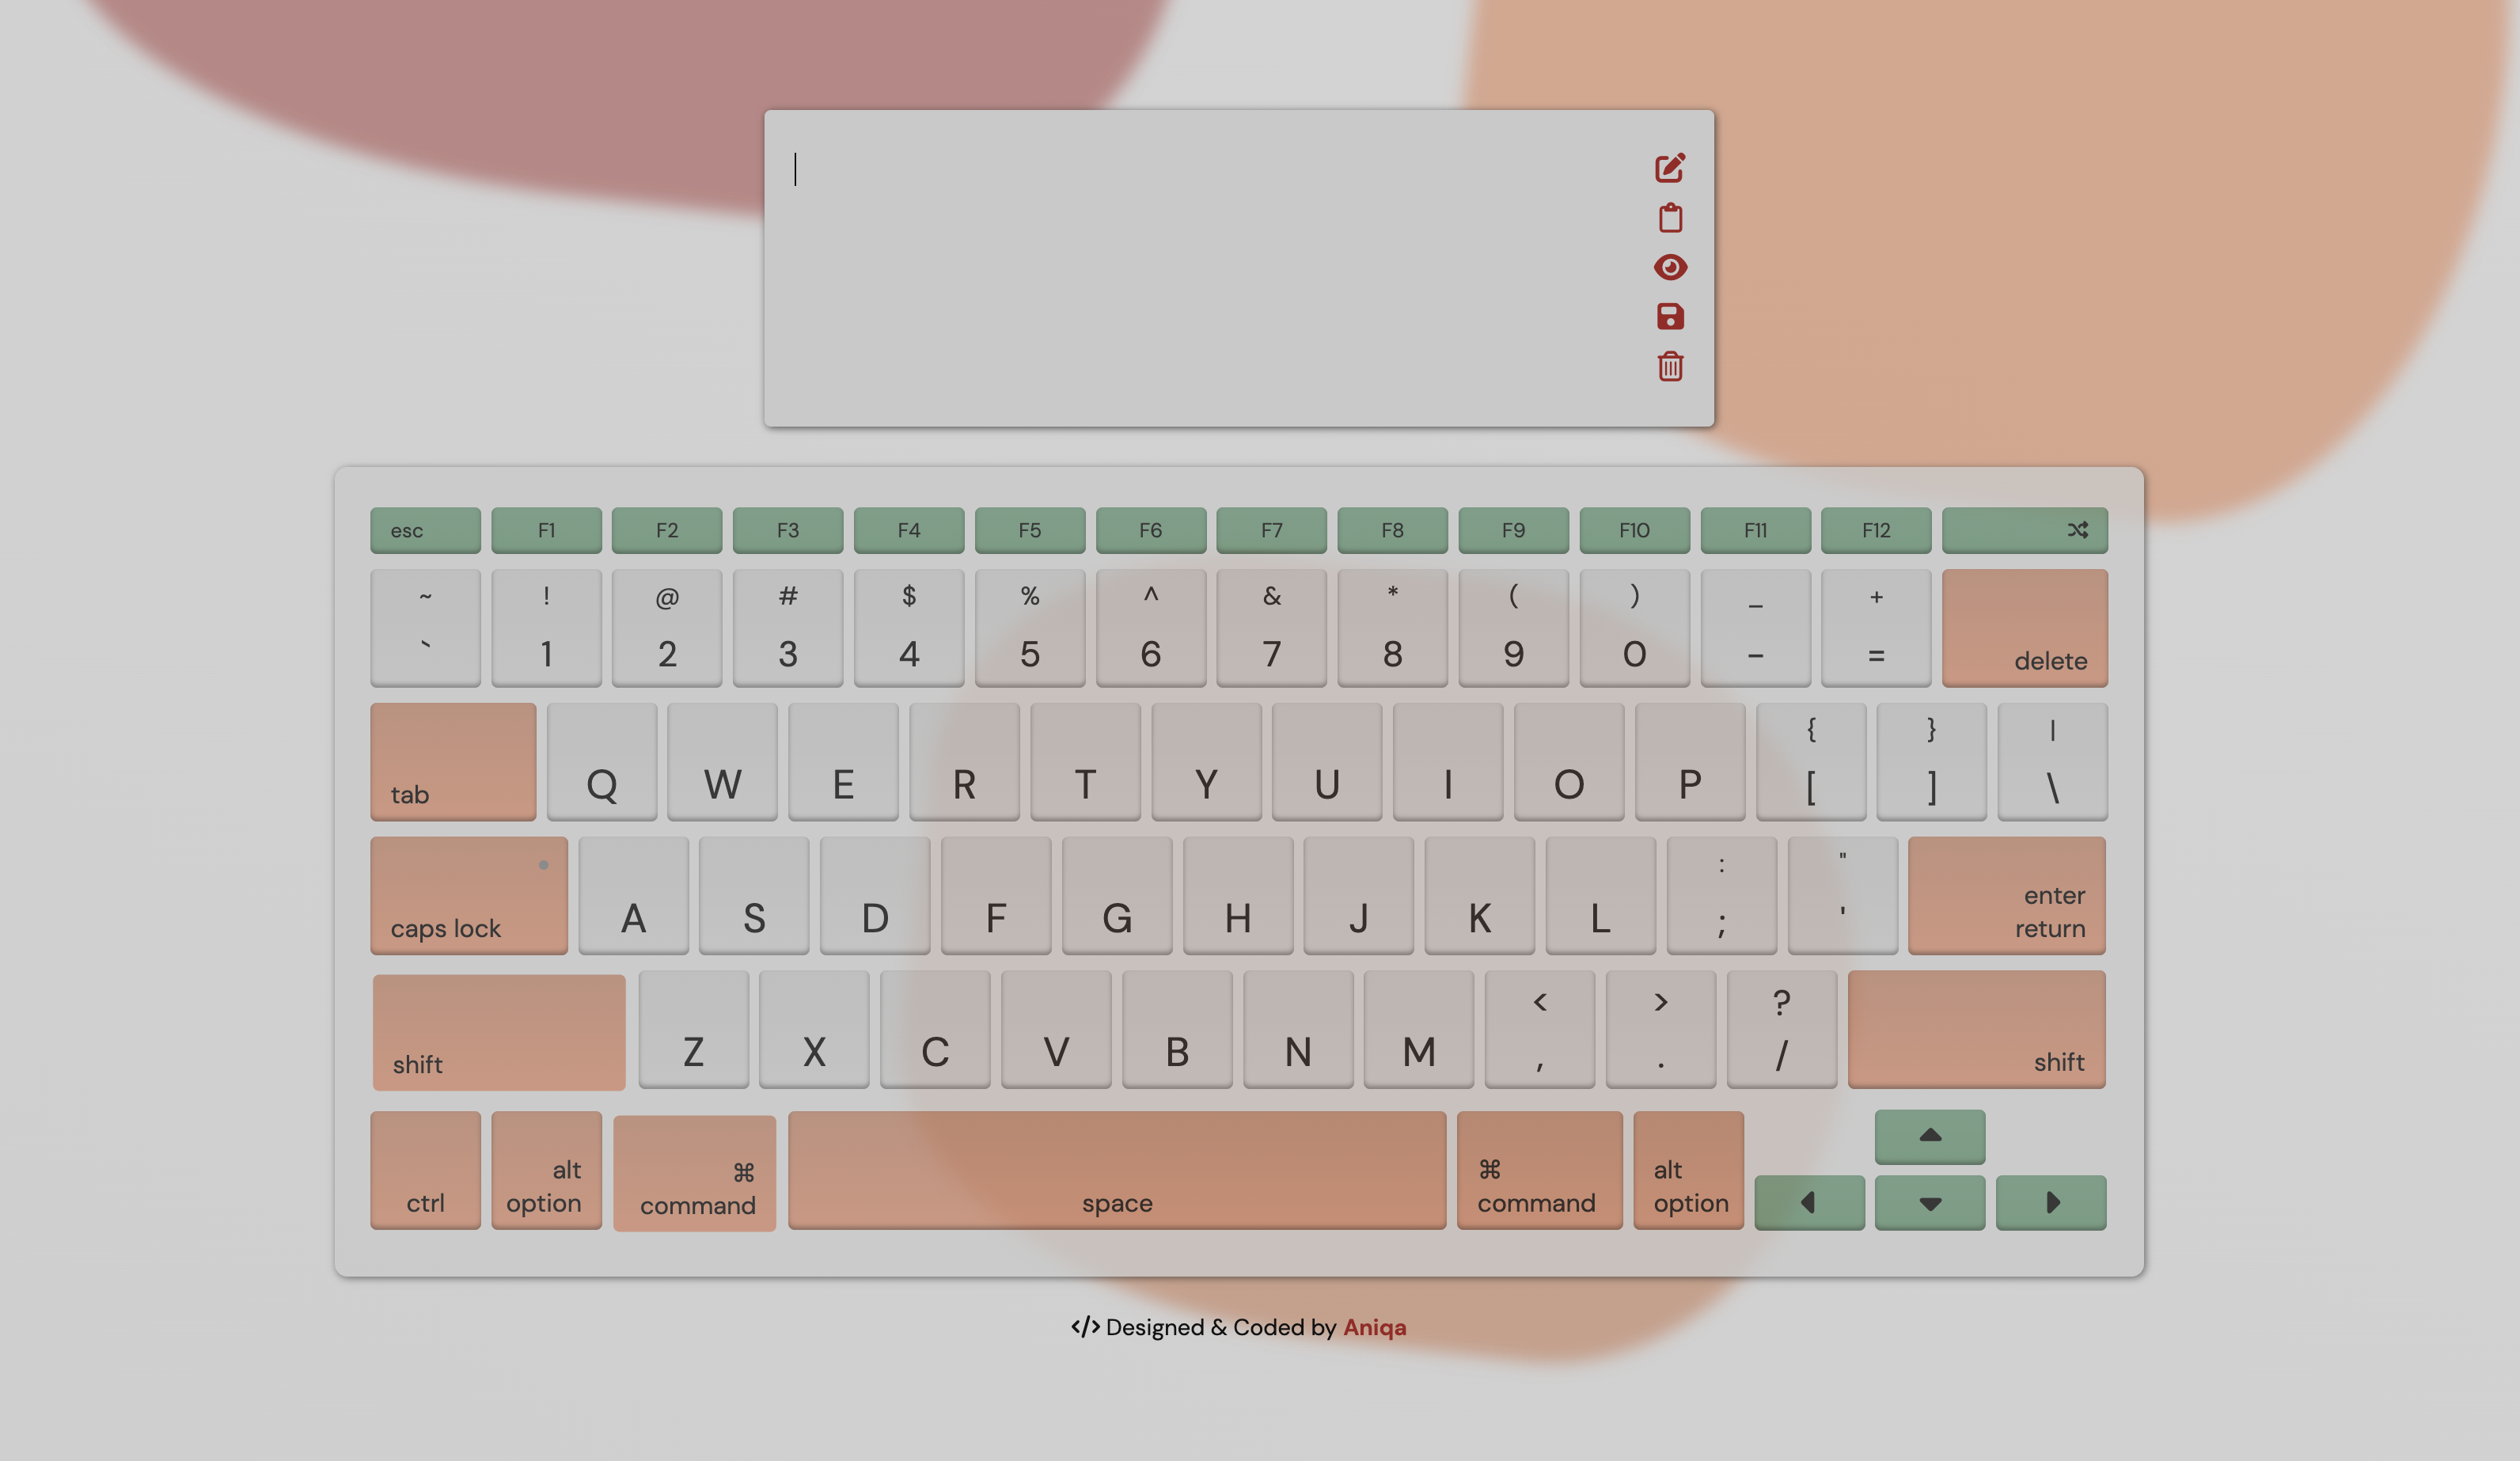 esc F1 F2 F3 F4 F5 F6 F7 F8 F9 F10 F11 F12
~ ! @ # $ % ^ & * ( ) _ +
` 1 2 3 4 5 6 7 8 9 0 - = delete
{ } |
tab Q W E R T Y U I O P [ ] \
: "
caps lock A S D F G H J K L ; ' enter return
< > ?
shift Z X C V B N M , . / shift
alt ⌘ ⌘ alt
ctrl option command space command option
</> Designed & Coded by Aniqa